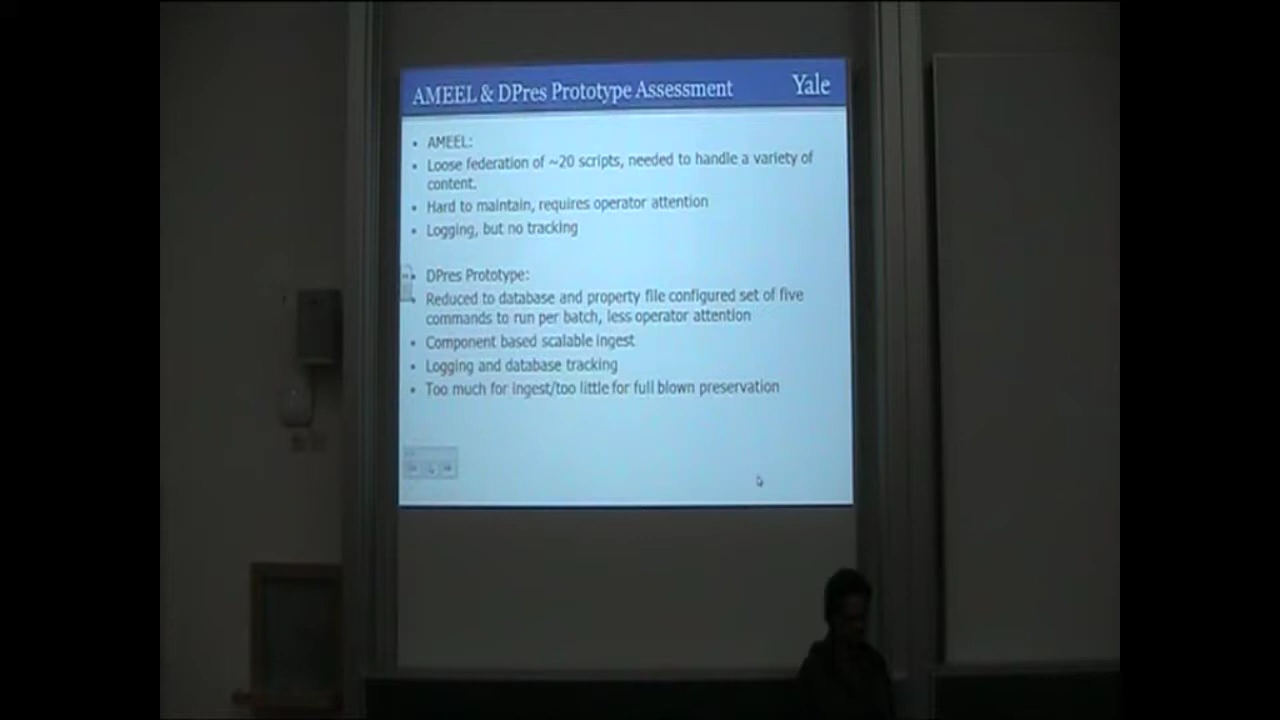 AMEEL & DPres Prototype Assessment Yale
• AMEEL:
• Loose federation of ~20 scripts, needed to handle a variety of
content.
• Hard to maintain, requires operator attention
• Logging, but no tracking
• DPres Prototype:
• Reduced to database and property file configured set of five
commands to run per batch, less operator attention
• Component based scalable ingest
• Logging and database tracking
• Too much for ingest/too little for full blown preservation